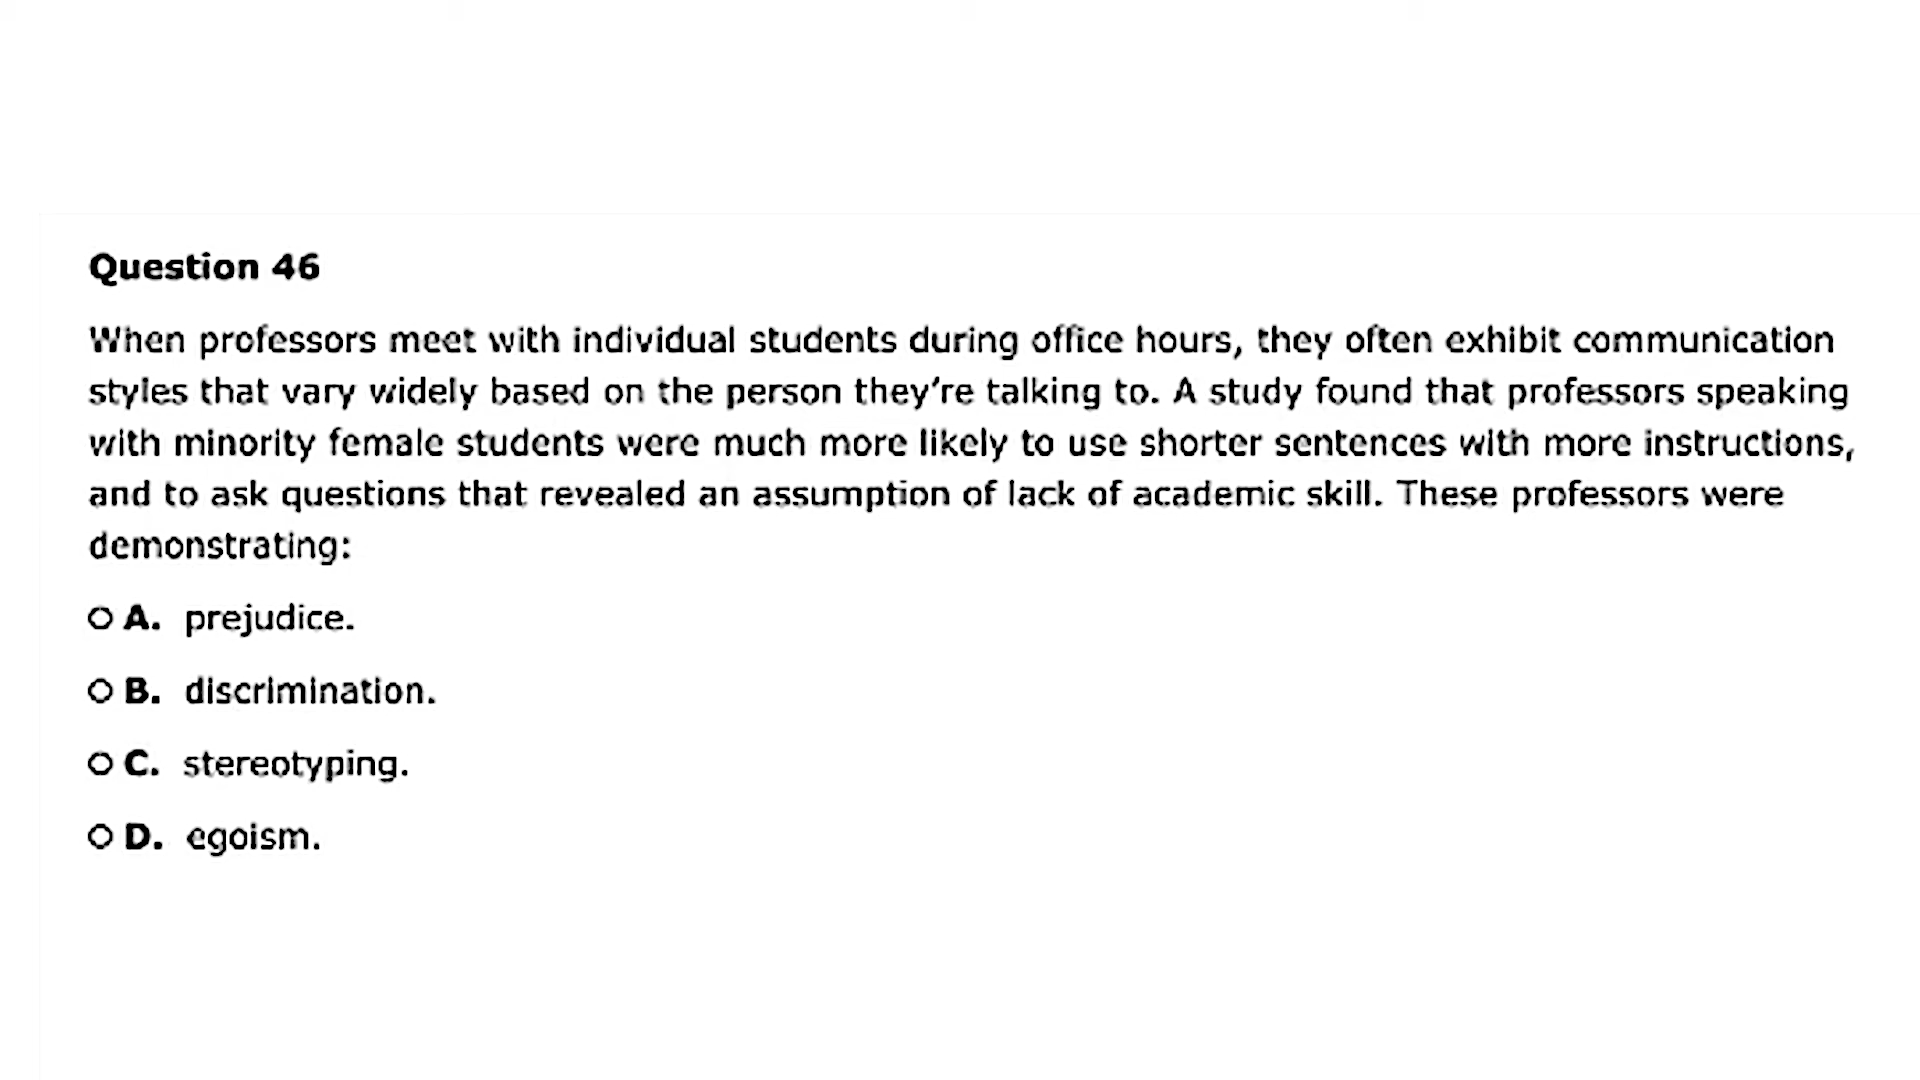 Question 46
When professors meet with individual students during office hours, they often exhibit communication
styles that vary widely based on the person they're talking to. A study found that professors speaking
with minority female students were much more likely to use shorter sentences with more instructions,
and to ask questions that revealed an assumption of lack of academic skill. These professors were
demonstrating:
A. prejudice.
B. discrimination.
C. stereotyping.
D. egoism.